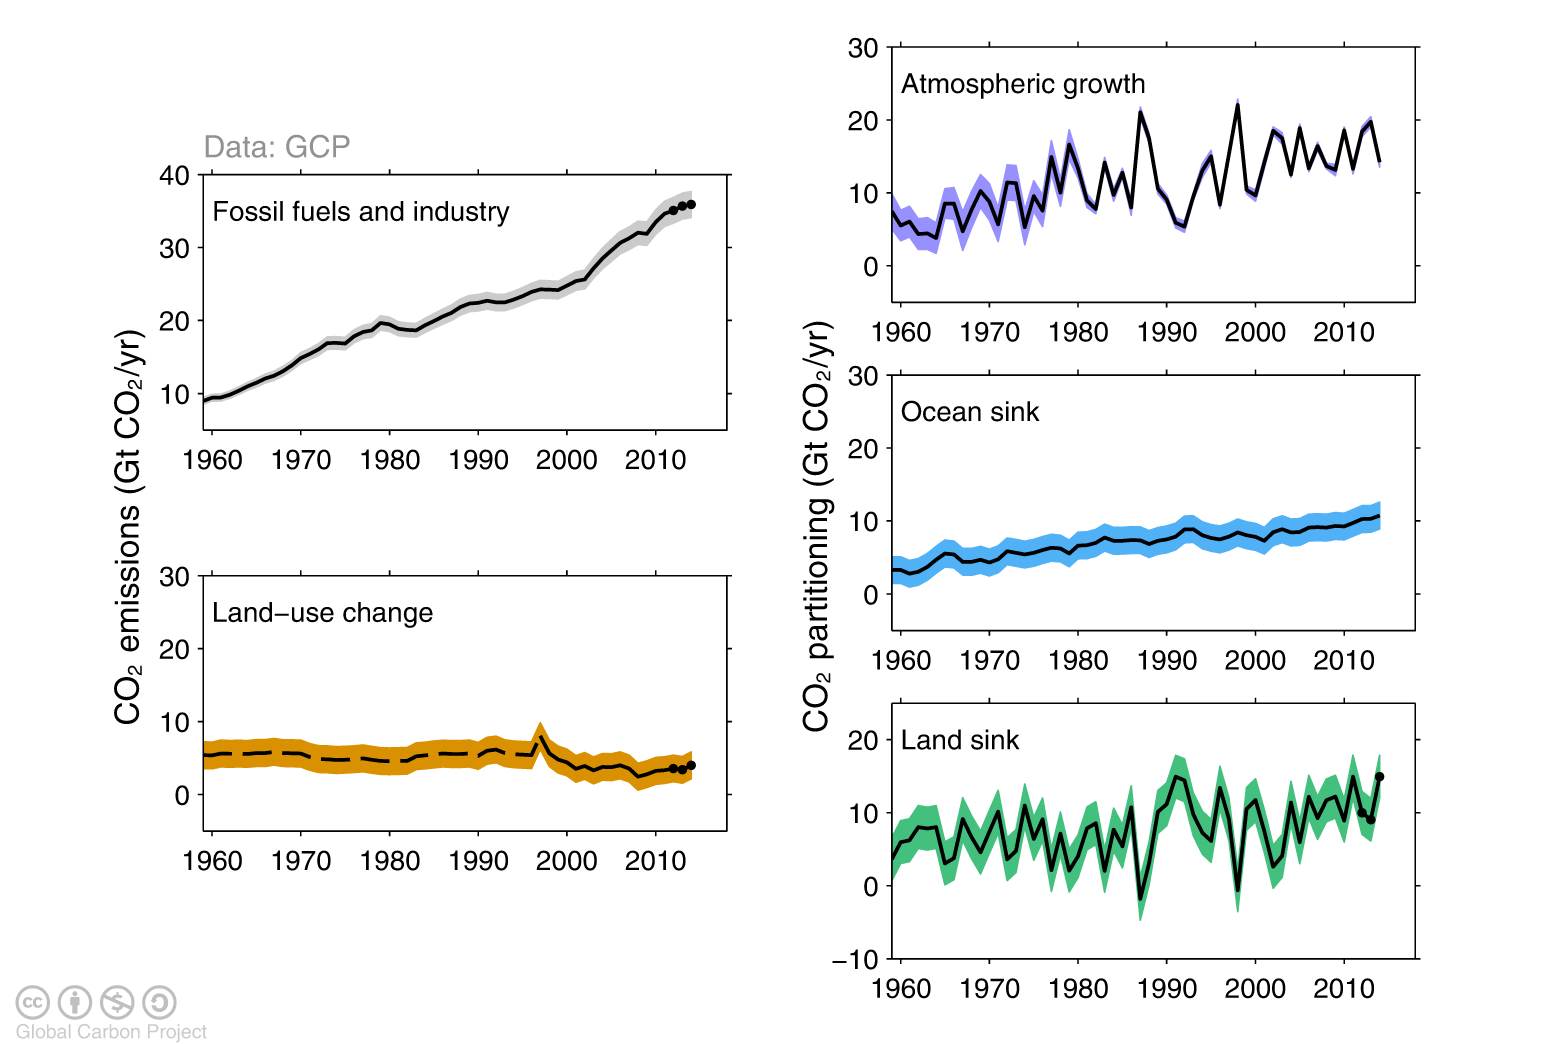 Data: GCP
CO2 emissions (Gt CO2/yr)
40
30
20
10
Fossil fuels and industry
1960 1970 1980 1990 2000 2010
30
20
10
0
Land−use change
1960 1970 1980 1990 2000 2010
CO2 partitioning (Gt CO2/yr)
30
20
10
0
Atmospheric growth
1960 1970 1980 1990 2000 2010
30
20
10
0
Ocean sink
1960 1970 1980 1990 2000 2010
20
10
0
−10
Land sink
1960 1970 1980 1990 2000 2010
cc
Global Carbon Project